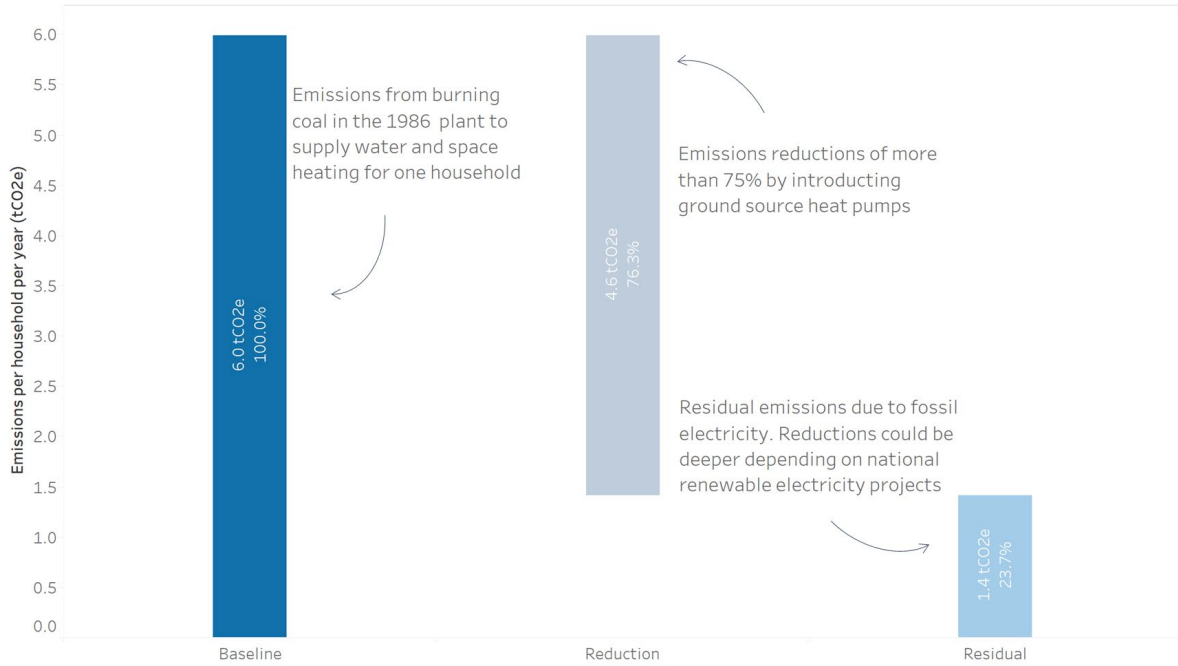 6.0
5.5
5.0
4.5
4.0
3.5
3.0
2.5
2.0
1.5
1.0
0.5
0.0
Emissions per household per year (tCO2e)
6.0 tCO2e
100.0%
Emissions from burning
coal in the 1986 plant to
supply water and space
heating for one household
4.6 tCO2e
76.3%
Emissions reductions of more
than 75% by introducting
ground source heat pumps
Residual emissions due to fossil
electricity. Reductions could be
deeper depending on national
renewable electricity projects
1.4 tCO2e
23.7%
Baseline
Reduction
Residual